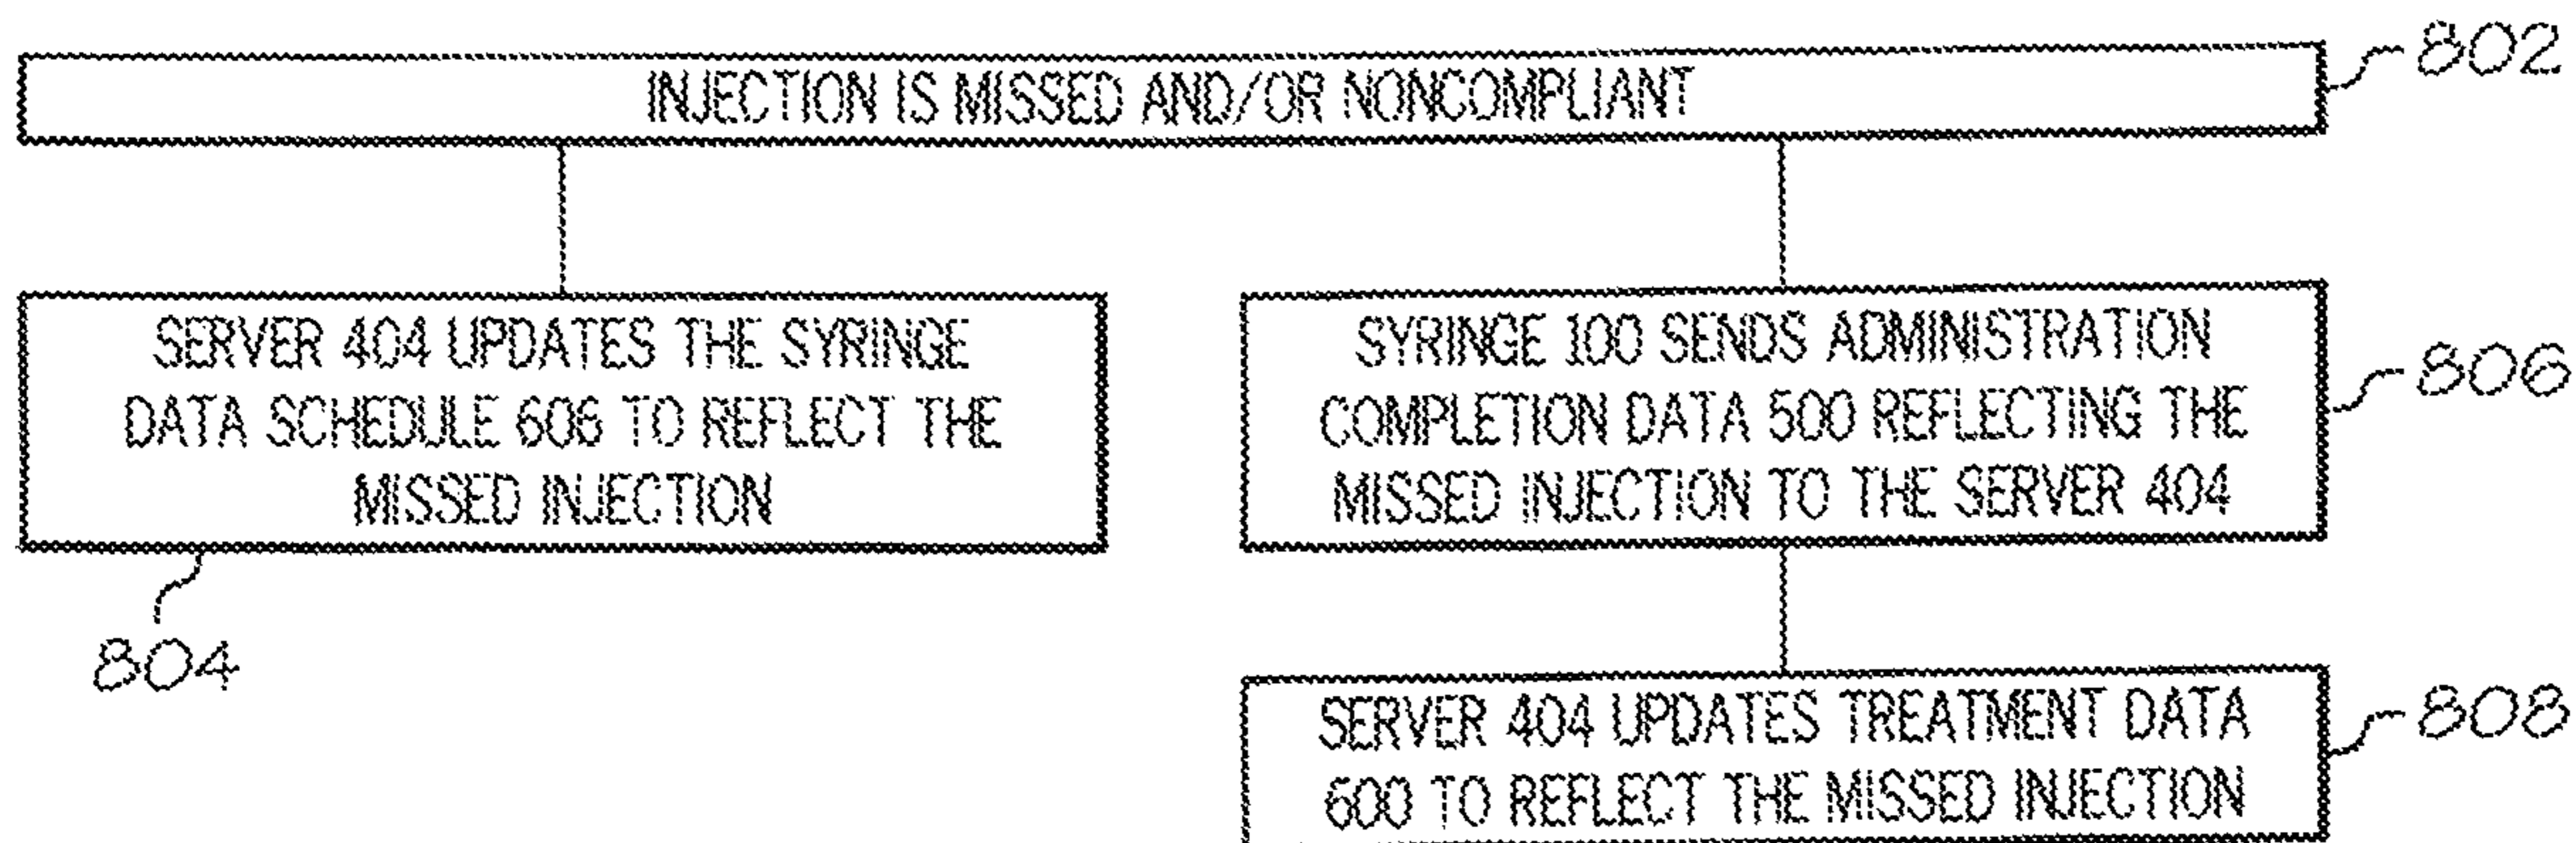 INJECTION IS MISSED AND/OR NONCOMPLIANT
802
SERVER 404 UPDATES THE SYRINGE
DATA SCHEDULE 606 TO REFLECT THE
MISSED INJECTION
804
SYRINGE 100 SENDS ADMINISTRATION
COMPLETION DATA 500 REFLECTING THE
MISSED INJECTION TO THE SERVER 404
806
SERVER 404 UPDATES TREATMENT DATA
600 TO REFLECT THE MISSED INJECTION
808